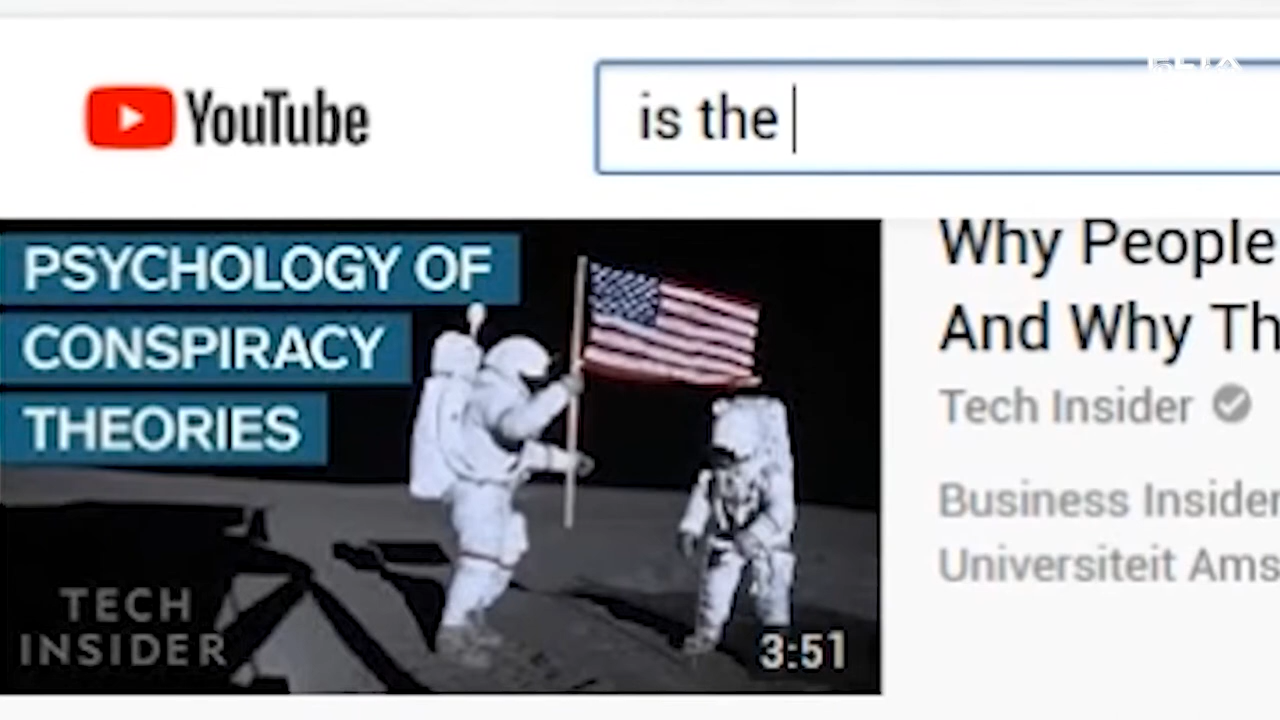 YouTube
is the
PSYCHOLOGY OF
CONSPIRACY
THEORIES
TECH
INSIDER
3:51
Why People
And Why Th
Tech Insider
Business Insider
Universiteit Ams